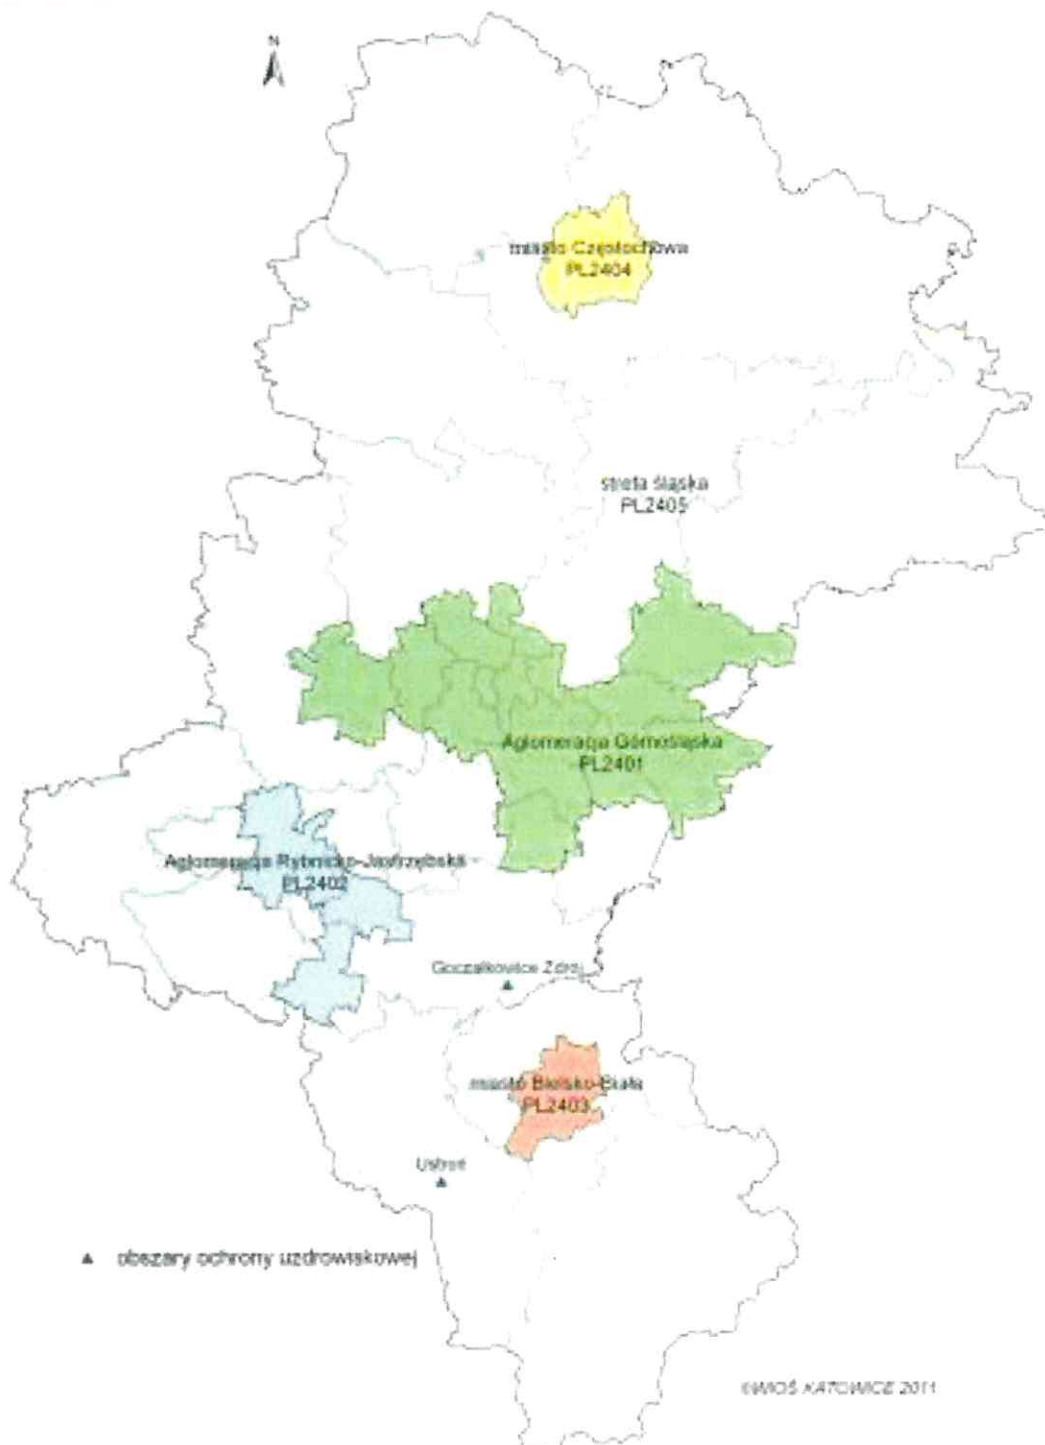 N
miasto Częstochowa
PL2404
strefa śląska
PL2405
Aglomeracja Górnośląska
PL2401
Aglomeracja Rybnicko-Jastrzębska
PL2402
Goczałkowice Zdrój
miasto Bielsko-Biała
PL2403
Ustroń
obszary ochrony uzdrowiskowej
©WIOŚ KATOWICE 2011